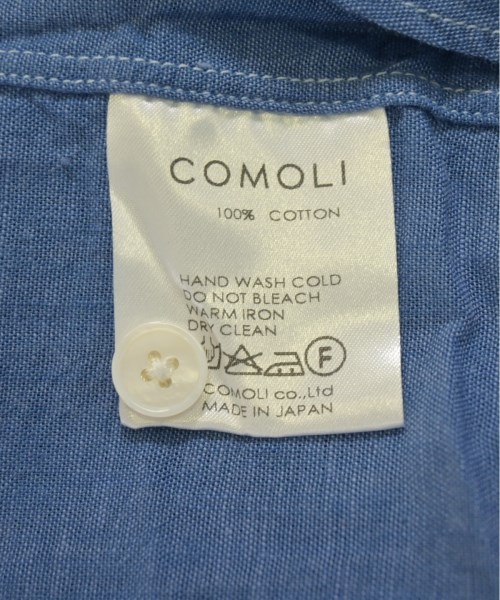 COMOLI
100% COTTON
HAND WASH COLD
DO NOT BLEACH
WARM IRON
DRY CLEAN
F
COMOLI co.,Ltd
MADE IN JAPAN